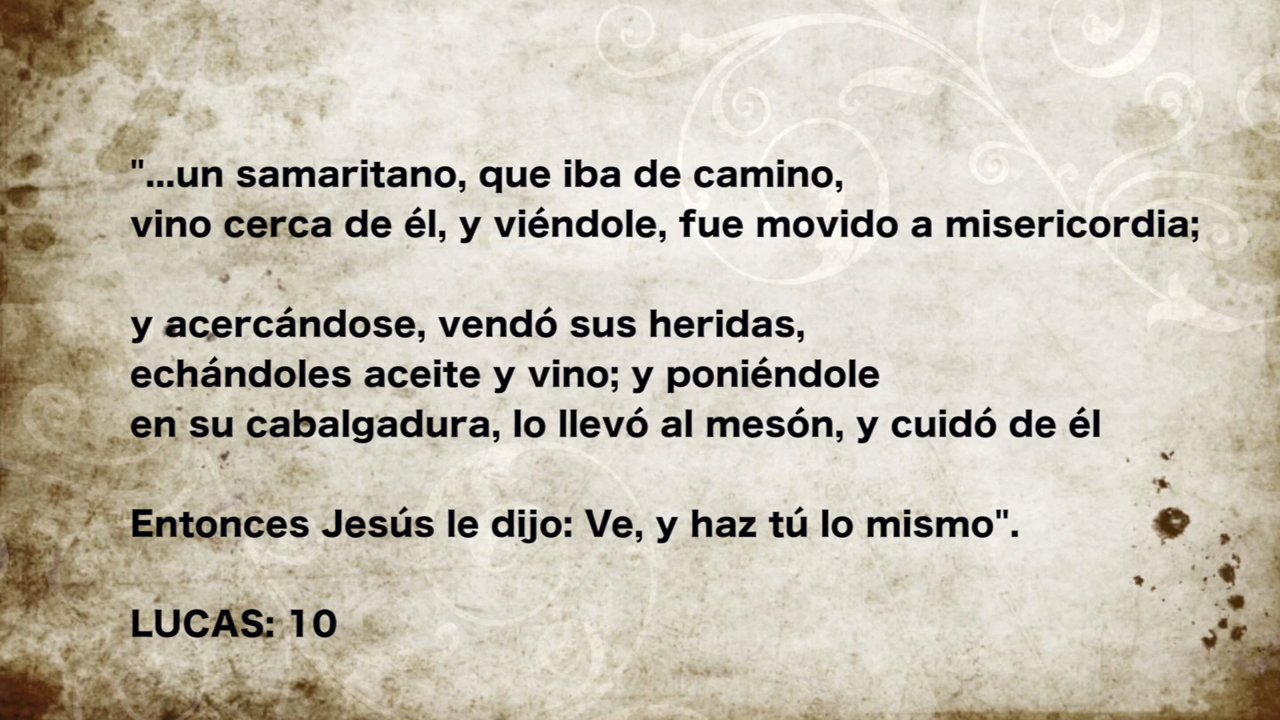 "...un samaritano, que iba de camino,
vino cerca de él, y viéndole, fue movido a misericordia;
y acercándose, vendó sus heridas,
echándoles aceite y vino; y poniéndole
en su cabalgadura, lo llevó al mesón, y cuidó de él
Entonces Jesús le dijo: Ve, y haz tú lo mismo".
LUCAS: 10